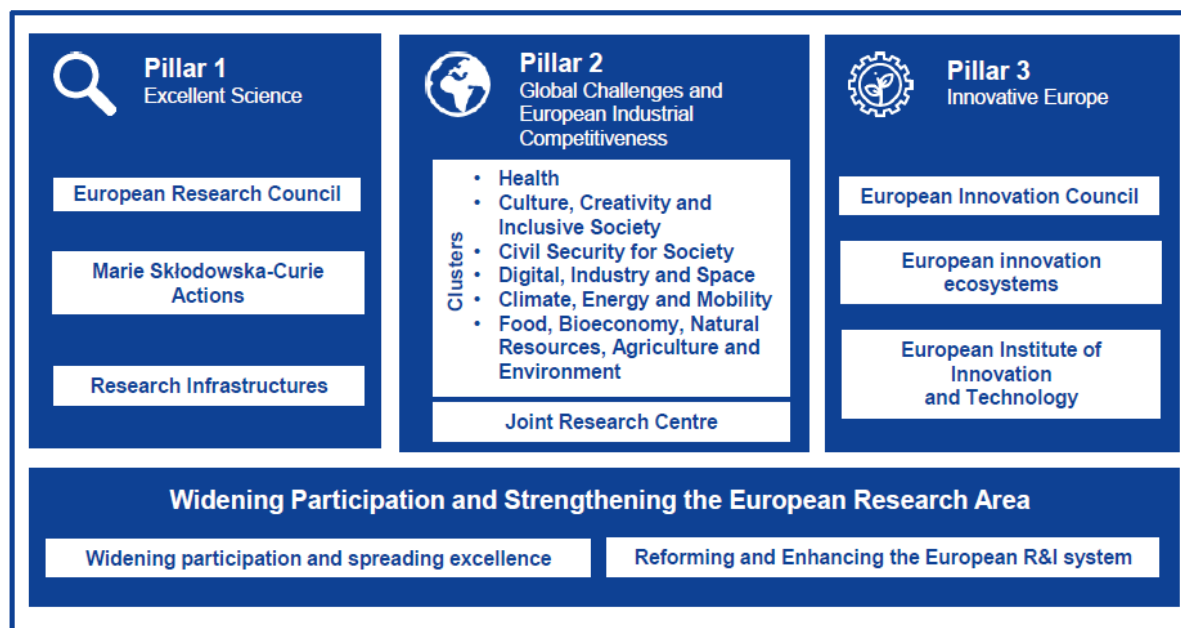 Pillar 1
Excellent Science
European Research Council
Marie Skłodowska-Curie
Actions
Research Infrastructures
Pillar 2
Global Challenges and
European Industrial
Competitiveness
Clusters
• Health
• Culture, Creativity and
Inclusive Society
• Civil Security for Society
• Digital, Industry and Space
• Climate, Energy and Mobility
• Food, Bioeconomy, Natural
Resources, Agriculture and
Environment
Joint Research Centre
Pillar 3
Innovative Europe
European Innovation Council
European innovation
ecosystems
European Institute of
Innovation
and Technology
Widening Participation and Strengthening the European Research Area
Widening participation and spreading excellence
Reforming and Enhancing the European R&I system